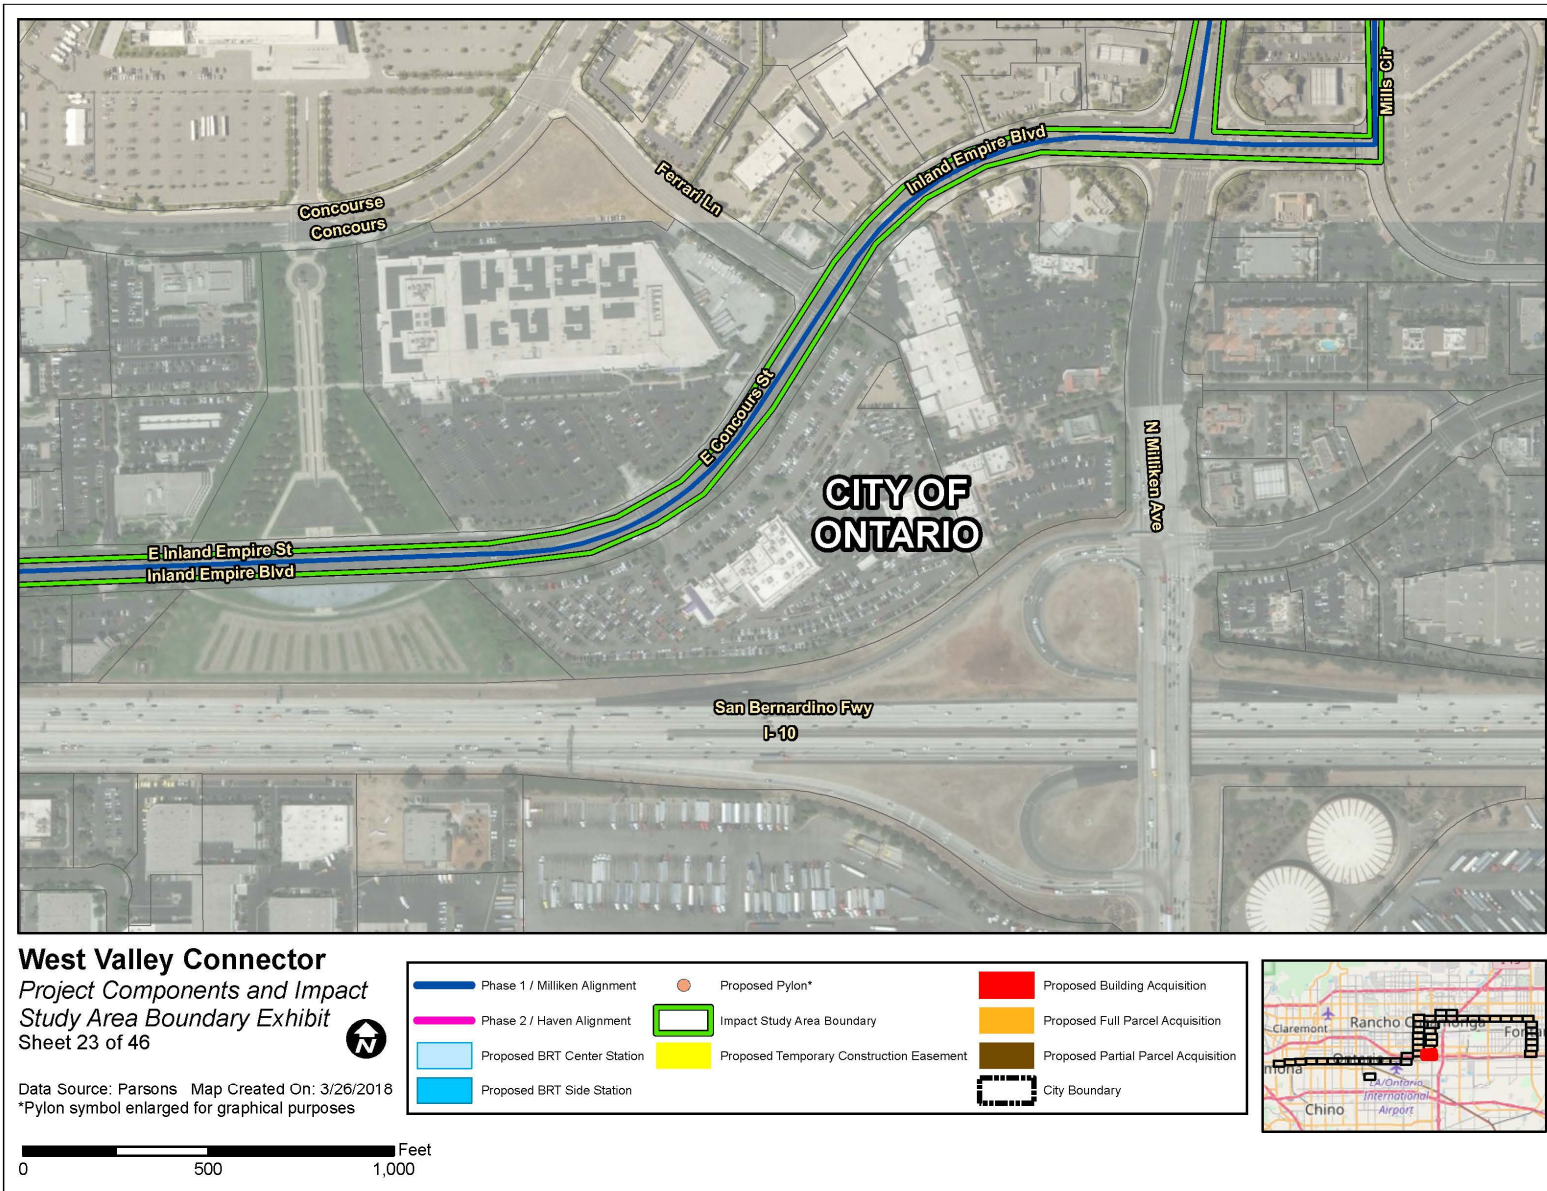 Mills Cir
Inland Empire Blvd
Ferrari Ln
Concourse
Concours
E Concours St
CITY OF
ONTARIO
N Milliken Ave
E Inland Empire St
Inland Empire Blvd
San Bernardino Fwy
I-10
West Valley Connector
Project Components and Impact
Study Area Boundary Exhibit
Sheet 23 of 46
N
Data Source: Parsons Map Created On: 3/26/2018
*Pylon symbol enlarged for graphical purposes
Feet
0 500 1,000
Phase 1 / Milliken Alignment
Phase 2 / Haven Alignment
Proposed BRT Center Station
Proposed BRT Side Station
Proposed Pylon*
Impact Study Area Boundary
Proposed Temporary Construction Easement
Proposed Building Acquisition
Proposed Full Parcel Acquisition
Proposed Partial Parcel Acquisition
City Boundary
Claremont
Rancho
Chino
LA/Ontario
International
Airport